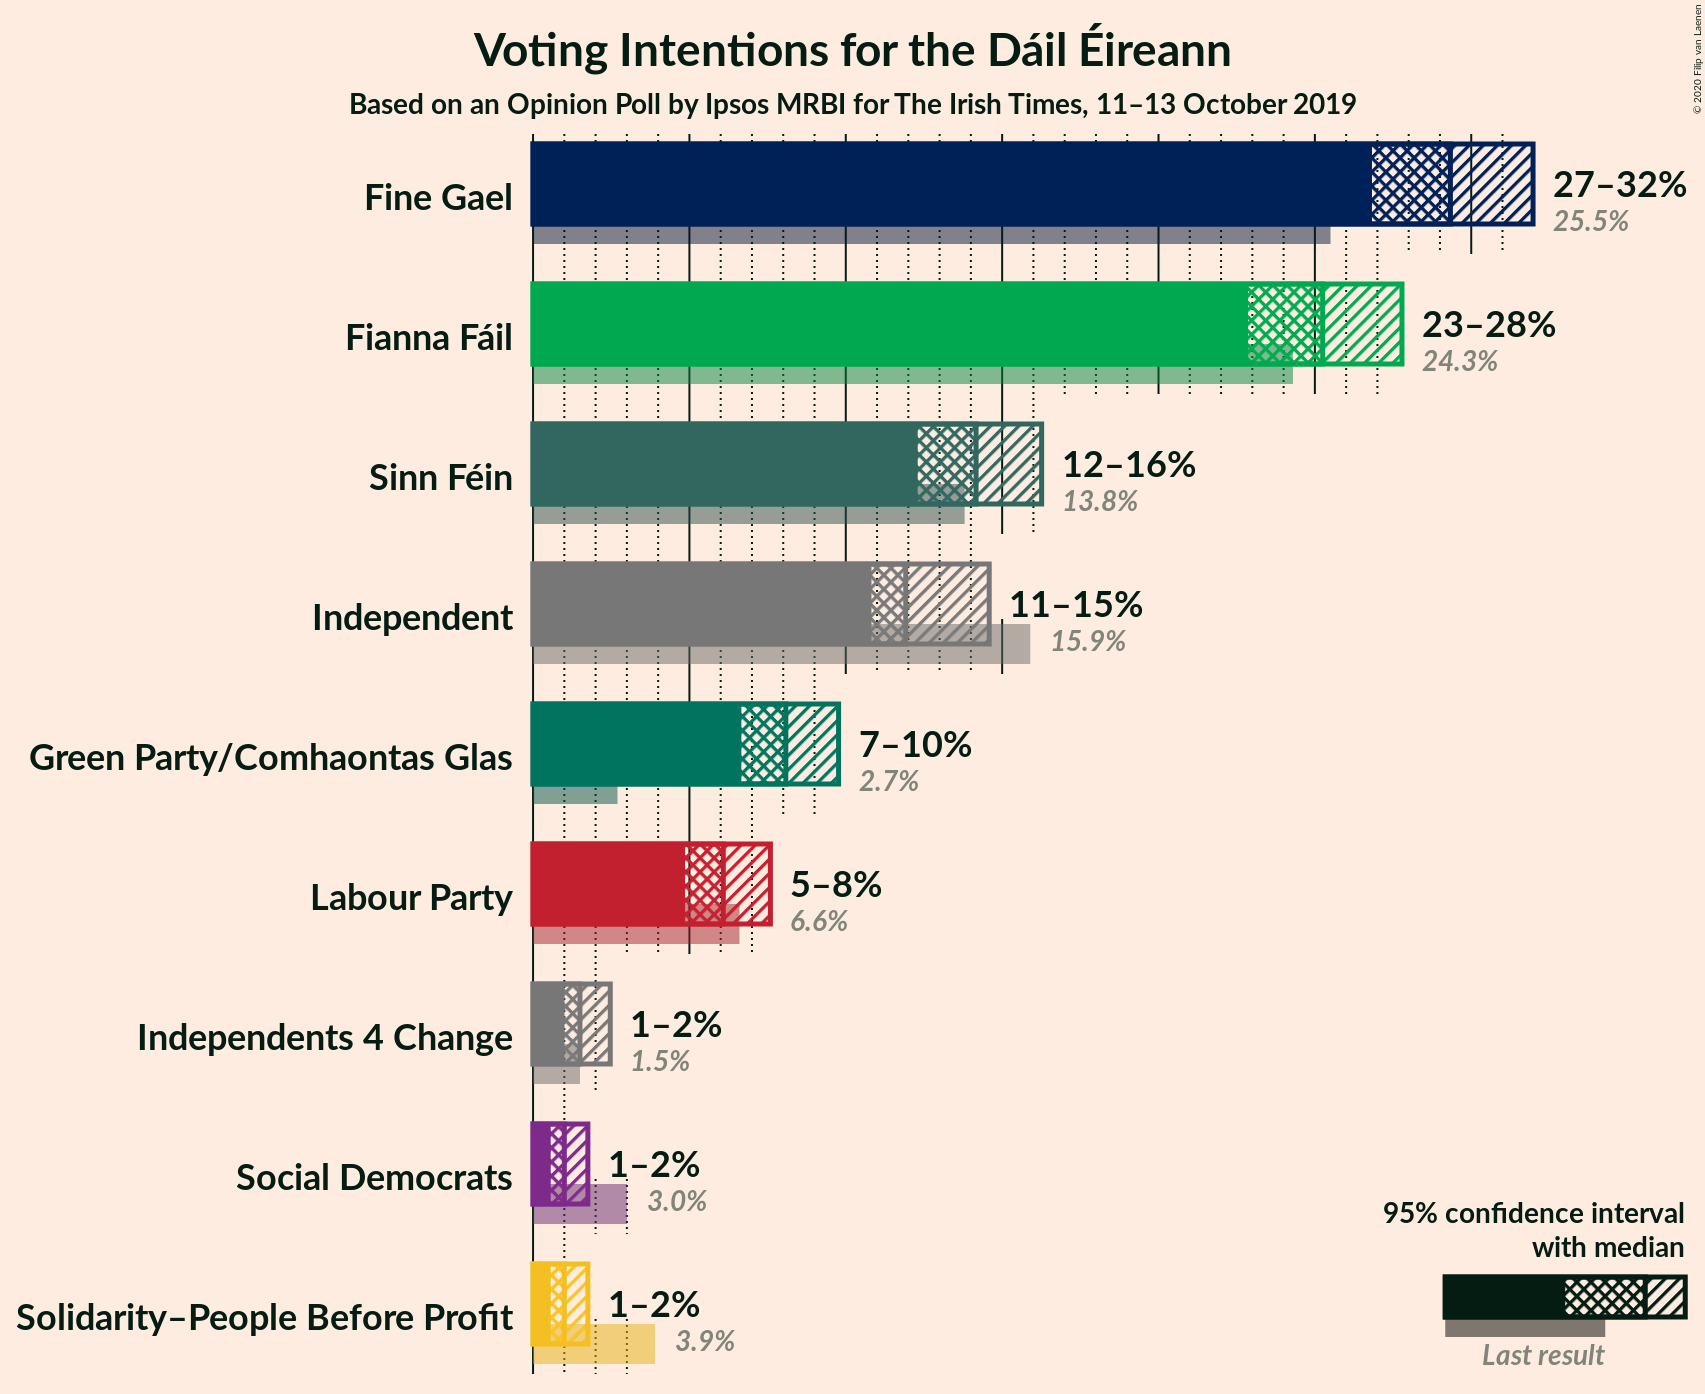 Voting Intentions for the Dáil Éireann
Based on an Opinion Poll by Ipsos MRBI for The Irish Times, 11–13 October 2019
© 2020 Filip van Laenen
Fine Gael
27–32%
25.5%
Fianna Fáil
23–28%
24.3%
Sinn Féin
12–16%
13.8%
Independent
11–15%
15.9%
Green Party/Comhaontas Glas
7–10%
2.7%
Labour Party
5–8%
6.6%
Independents 4 Change
1–2%
1.5%
Social Democrats
1–2%
3.0%
Solidarity–People Before Profit
1–2%
3.9%
95% confidence interval
with median
Last result